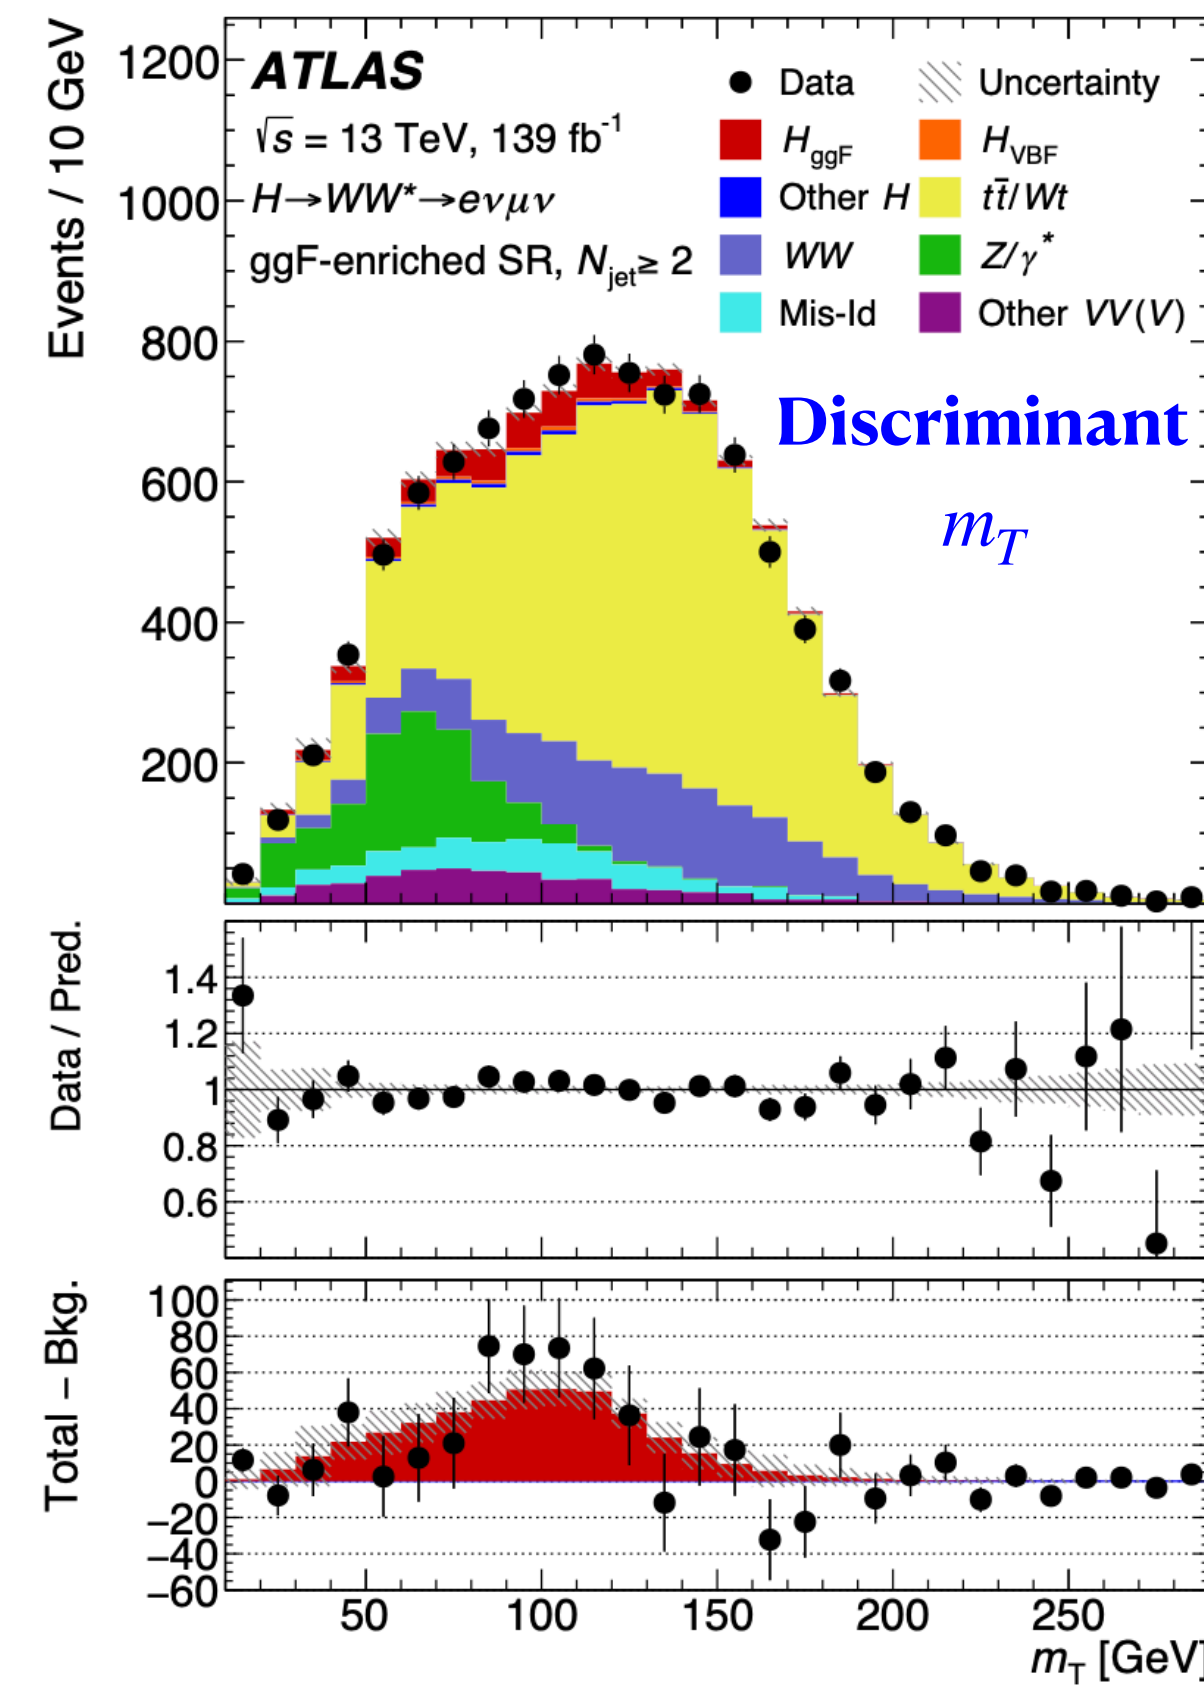 Events / 10 GeV
1200
1000
800
600
400
200
ATLAS
√s = 13 TeV, 139 fb⁻¹
H→WW*→eνμν
ggF-enriched SR, N_jet ≥ 2
Data
Uncertainty
H_ggF
H_VBF
Other H
tt̄/Wt
WW
Z/γ*
Mis-Id
Other VV(V)
Discriminant
m_T
Data / Pred.
1.4
1.2
1
0.8
0.6
Total – Bkg.
100
80
60
40
20
0
−20
−40
−60
50 100 150 200 250
m_T [GeV]